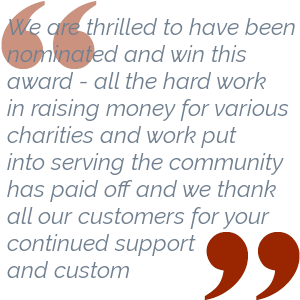 We are thrilled to have been
nominated and win this
award - all the hard work
in raising money for various
charities and work put
into serving the community
has paid off and we thank
all our customers for your
continued support
and custom